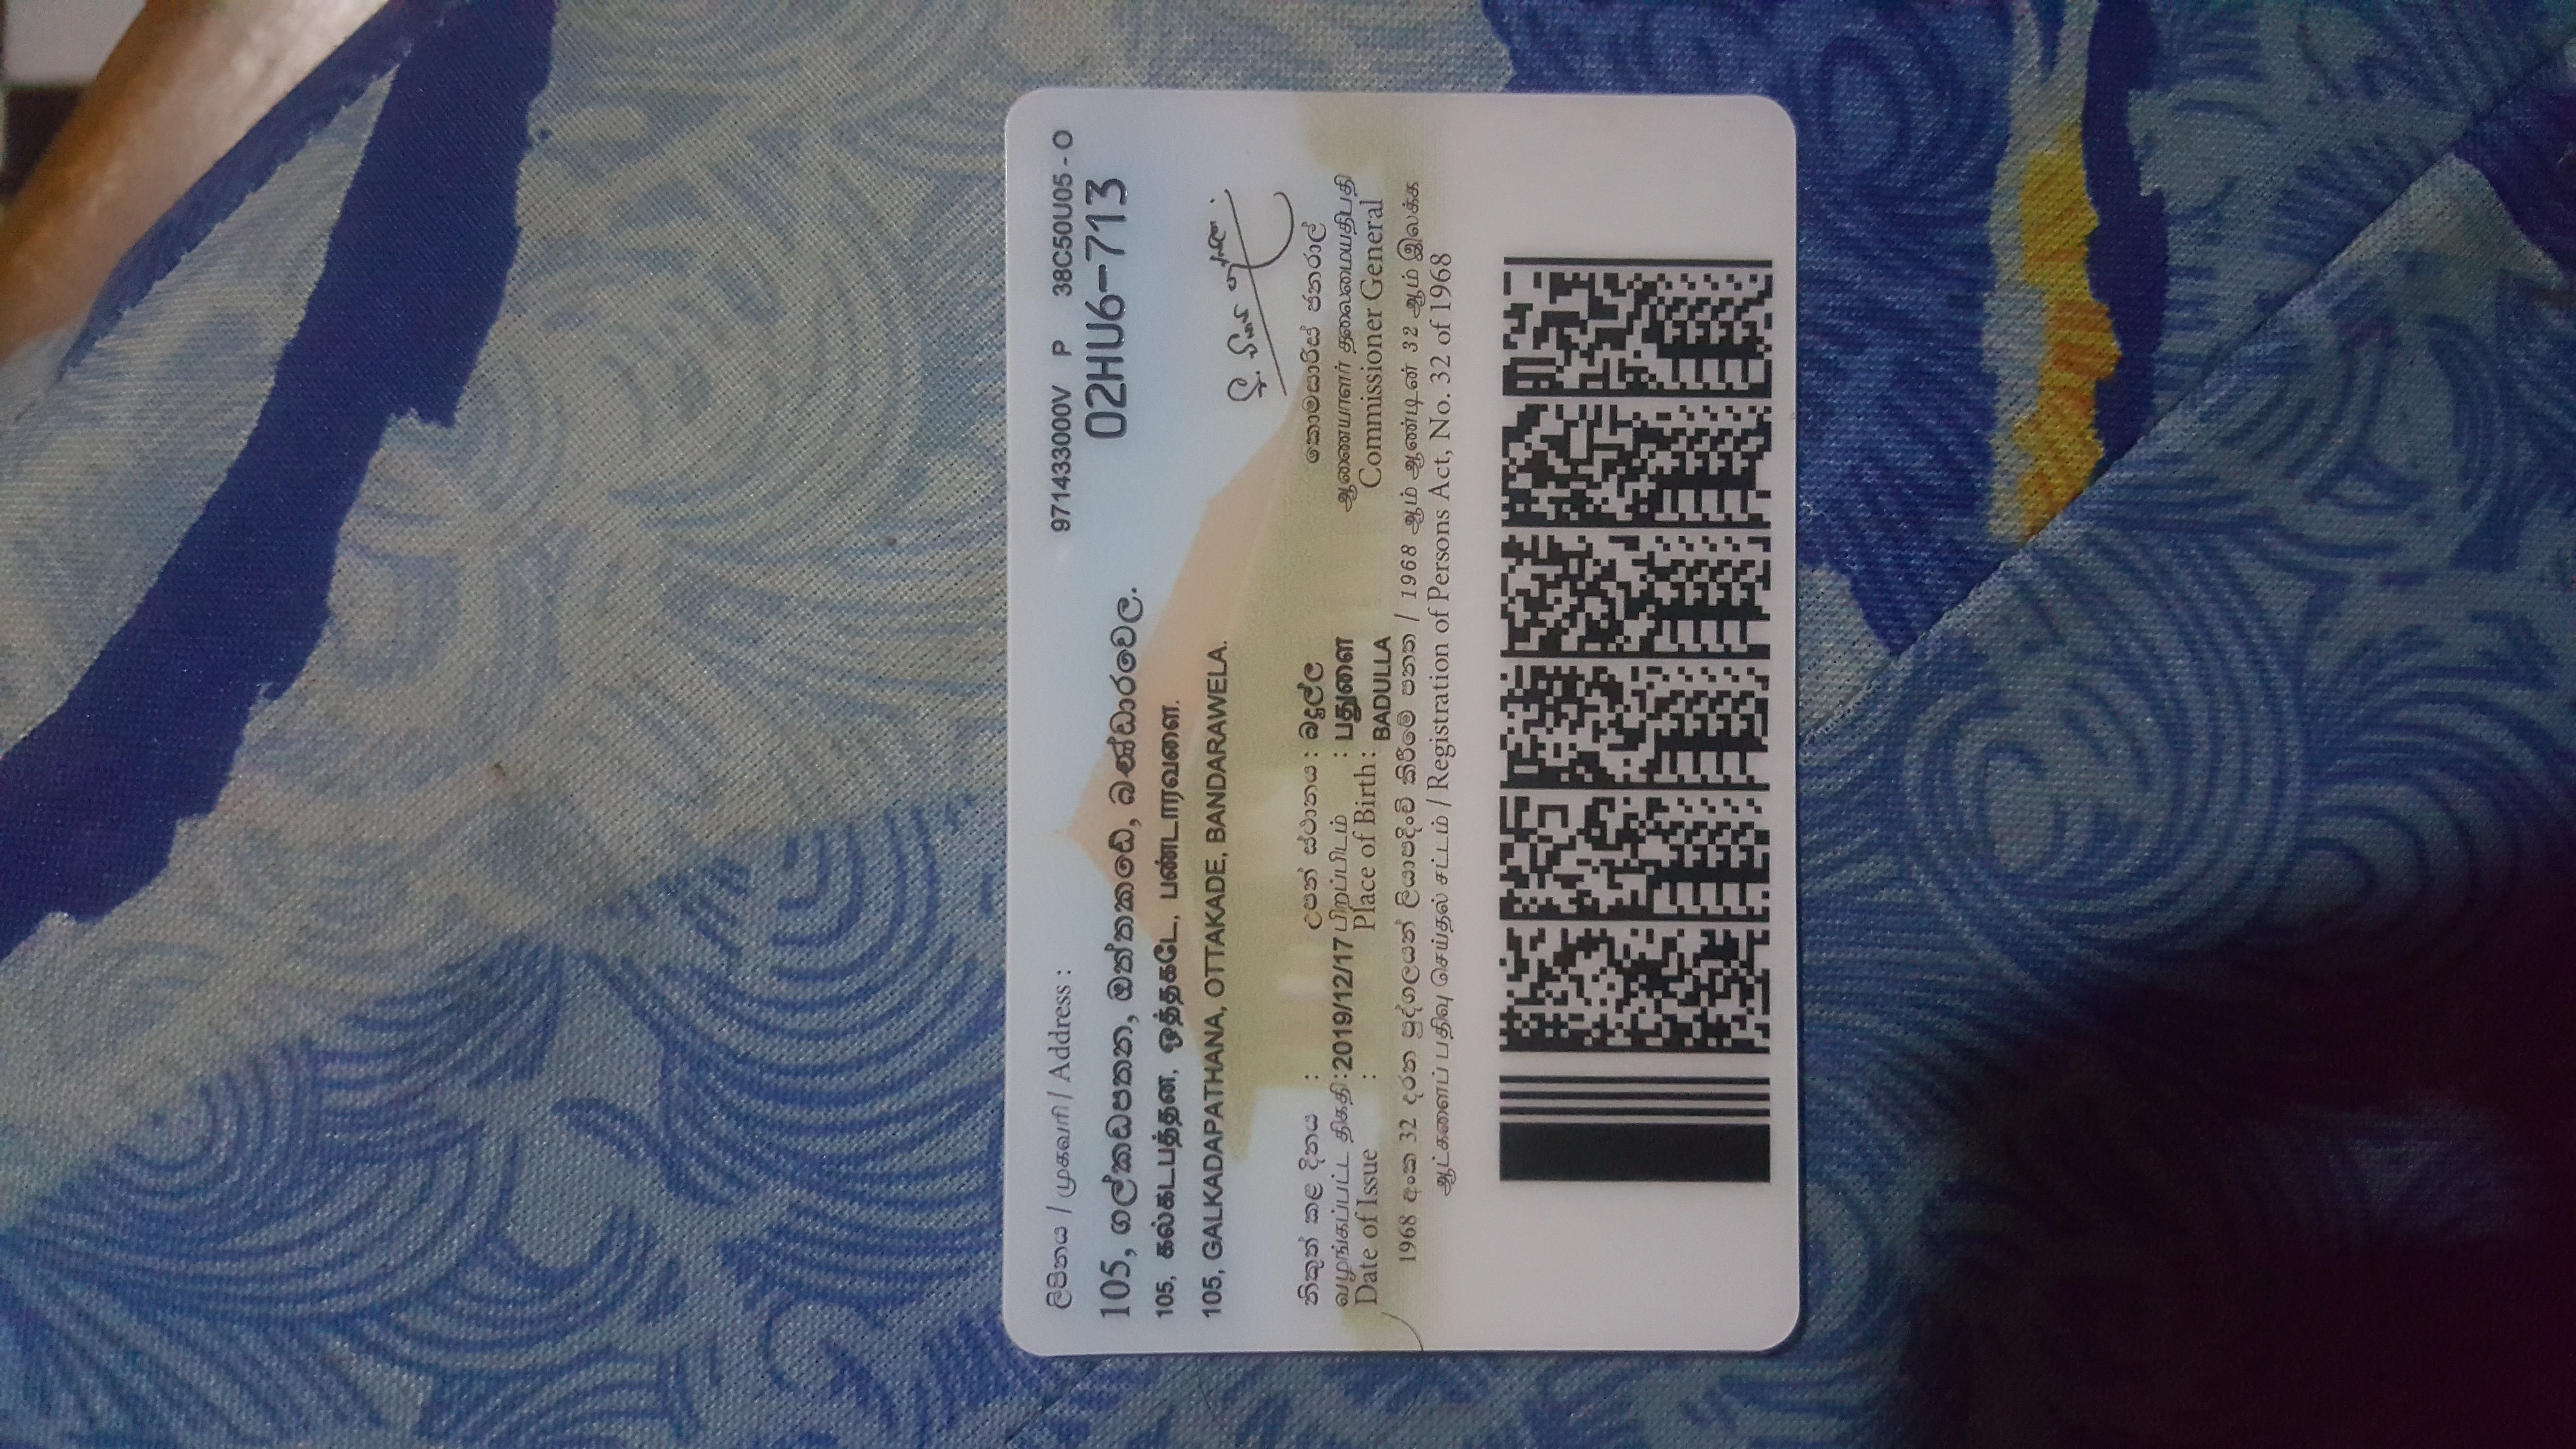 ලිපිනය / முகவரி / Address :
971433000V P 38C50U05 - O
02HU6-713
105, ගල්කඩපතන, ඔත්තකඩේ, බණ්ඩාරවෙල.
105, கல்கடபத்தன, ஒத்தகடே, பண்டாரவளை.
105, GALKADAPATHANA, OTTAKADE, BANDARAWELA.
නිකුත් කළ දිනය : උපන් ස්ථානය : බදුල්ල
வழங்கப்பட்ட திகதி : 2019/12/17 பிறப்பிடம் : பதுளை
Date of Issue : Place of Birth : BADULLA
කොමසාරිස් ජනරාල්
ஆணையாளர் தலைமையதிபதி
Commissioner General
1968 අංක 32 දරන පුද්ගලයන් ලියාපදිංචි කිරීමේ පනත / 1968 ஆம் ஆண்டின் 32 ஆம் இலக்க
ஆட்களைப் பதிவு செய்தல் சட்டம் / Registration of Persons Act, No. 32 of 1968